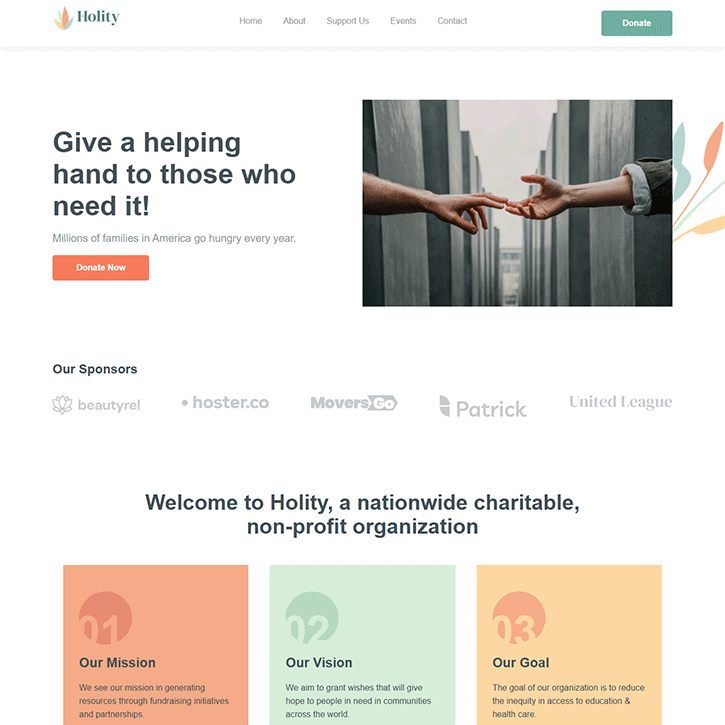 Holity
Home About Support Us Events Contact
Donate
Give a helping
hand to those who
need it!
Millions of families in America go hungry every year.
Donate Now
Our Sponsors
beautyrel
hoster.co
MoversGo
Patrick
United League
Welcome to Holity, a nationwide charitable,
non-profit organization
01
Our Mission
We see our mission in generating
resources through fundraising initiatives
and partnerships.
02
Our Vision
We aim to grant wishes that will give
hope to people in need in communities
across the world.
03
Our Goal
The goal of our organization is to reduce
the inequity in access to education &
health care.